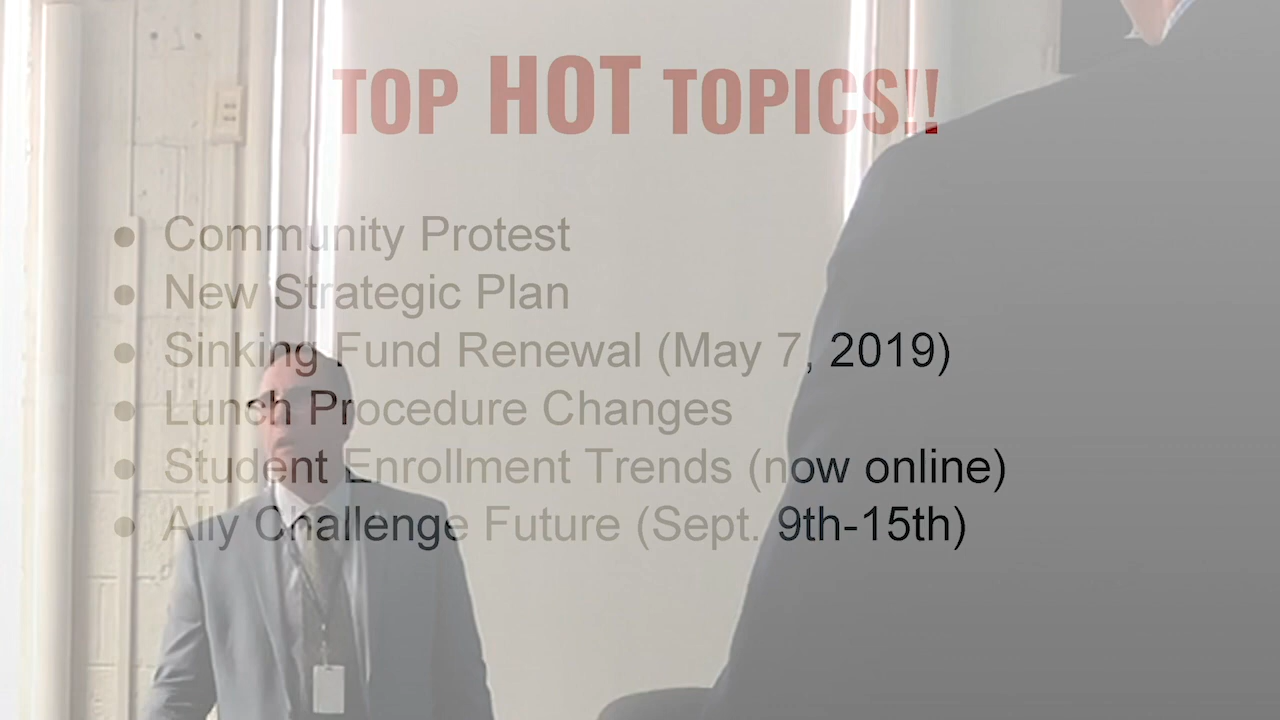 TOP HOT TOPICS!!
● Community Protest
● New Strategic Plan
● Sinking Fund Renewal (May 7, 2019)
● Lunch Procedure Changes
● Student Enrollment Trends (now online)
● Ally Challenge Future (Sept. 9th-15th)